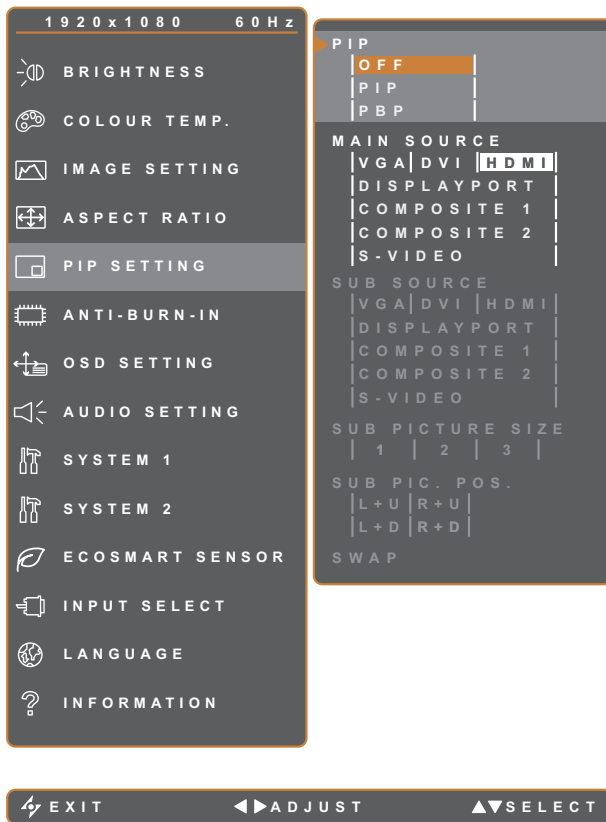 1920x1080 60Hz
BRIGHTNESS
COLOUR TEMP.
IMAGE SETTING
ASPECT RATIO
PIP SETTING
ANTI-BURN-IN
OSD SETTING
AUDIO SETTING
SYSTEM 1
SYSTEM 2
ECOSMART SENSOR
INPUT SELECT
LANGUAGE
INFORMATION
PIP
OFF
PIP
PBP
MAIN SOURCE
VGA DVI HDMI
DISPLAYPORT
COMPOSITE 1
COMPOSITE 2
S-VIDEO
SUB SOURCE
VGA DVI HDMI
DISPLAYPORT
COMPOSITE 1
COMPOSITE 2
S-VIDEO
SUB PICTURE SIZE
1 2 3
SUB PIC. POS.
L+U R+U
L+D R+D
SWAP
EXIT ADJUST SELECT